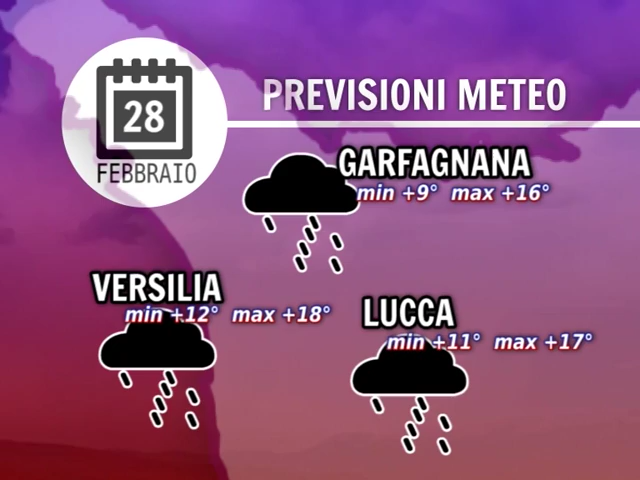 28
FEBBRAIO
PREVISIONI METEO
GARFAGNANA
min +9° max +16°
VERSILIA
min +12° max +18°
LUCCA
min +11° max +17°